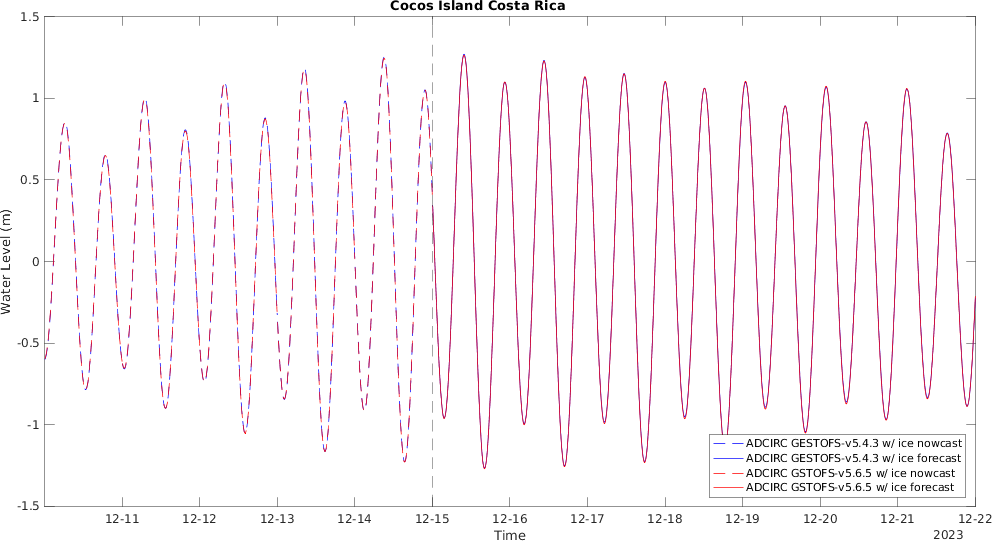 Cocos Island Costa Rica
1.5
1
0.5
0
-0.5
-1
-1.5
Water Level (m)
ADCIRC GESTOFS-v5.4.3 w/ ice nowcast
ADCIRC GESTOFS-v5.4.3 w/ ice forecast
ADCIRC GSTOFS-v5.6.5 w/ ice nowcast
ADCIRC GSTOFS-v5.6.5 w/ ice forecast
12-11 12-12 12-13 12-14 12-15 12-16 12-17 12-18 12-19 12-20 12-21 12-22
Time
2023